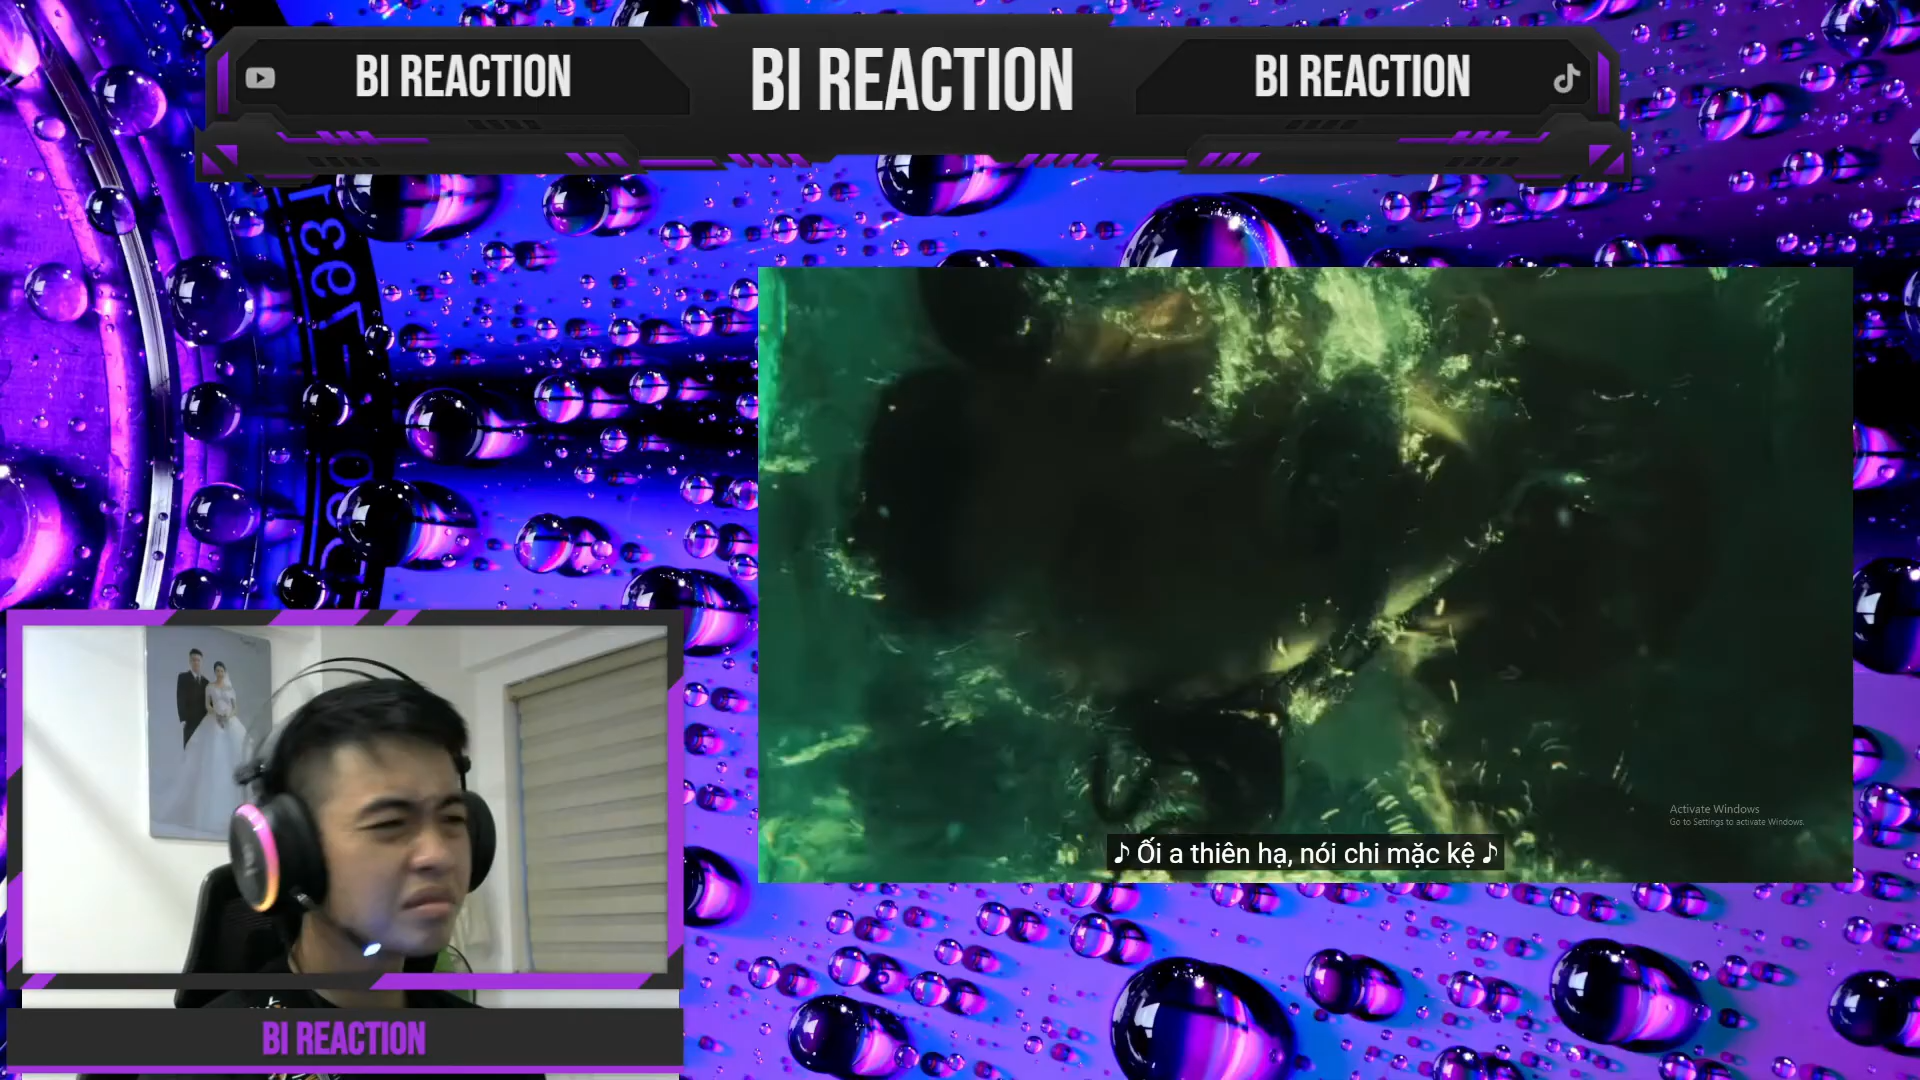 BI REACTION
BI REACTION
BI REACTION
Activate Windows
Go to Settings to activate Windows.
♪ Ối a thiên hạ, nói chi mặc kệ ♪
BI REACTION